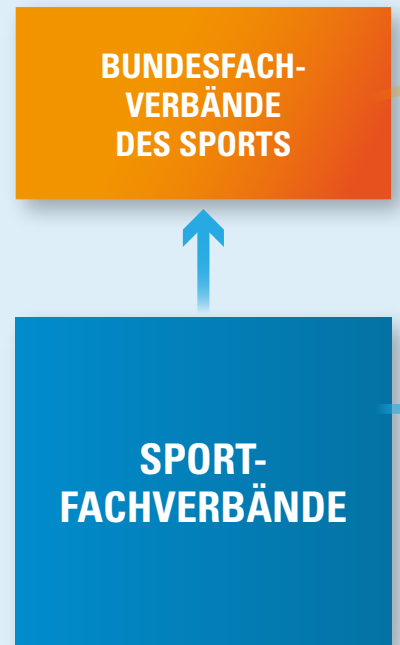 BUNDESFACH-
VERBÄNDE
DES SPORTS
SPORT-
FACHVERBÄNDE